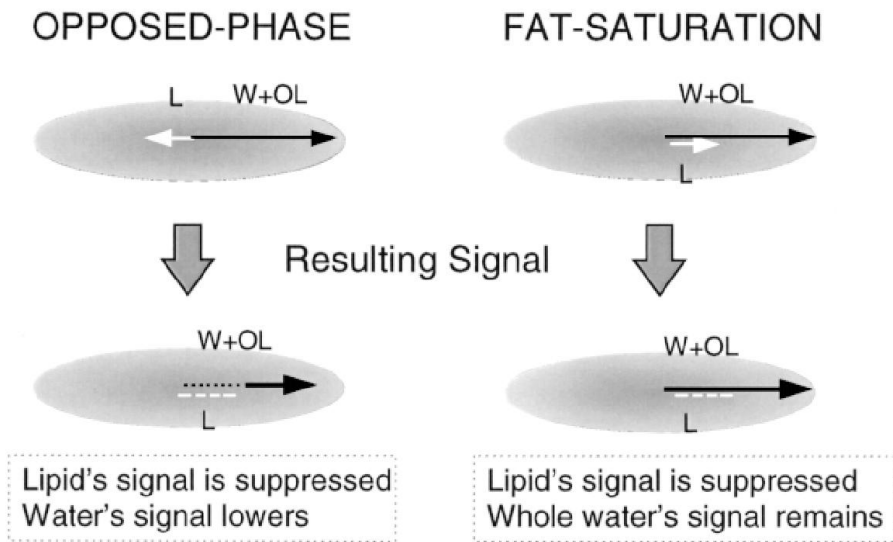 OPPOSED-PHASE
FAT-SATURATION
L W+OL
W+OL
L
Resulting Signal
W+OL
L
W+OL
L
Lipid's signal is suppressed
Water's signal lowers
Lipid's signal is suppressed
Whole water's signal remains